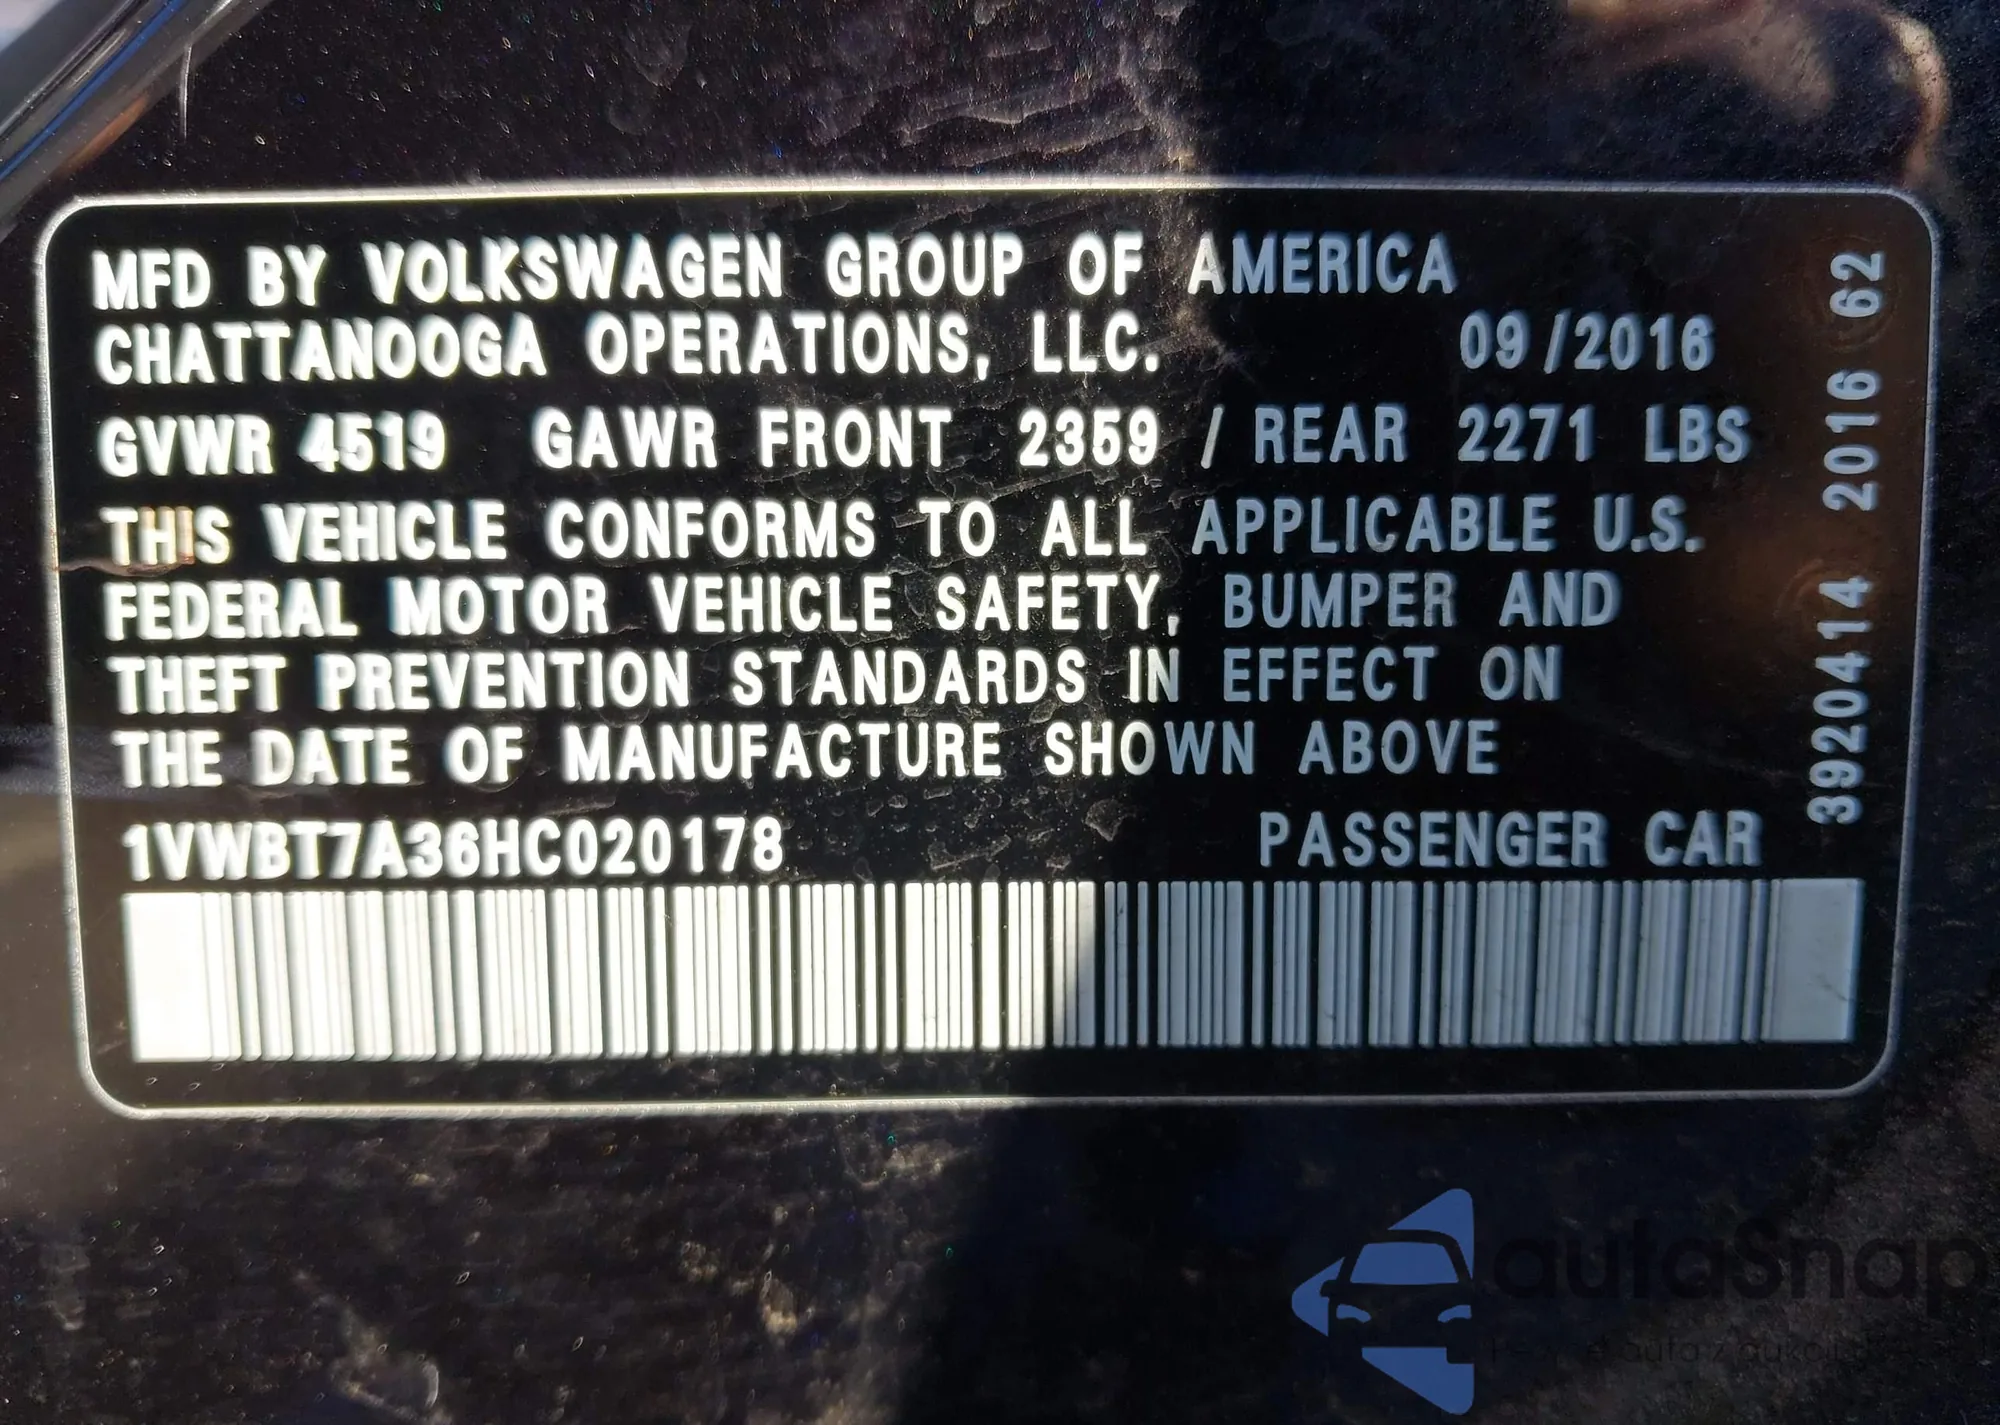 MFD BY VOLKSWAGEN GROUP OF AMERICA
CHATTANOOGA OPERATIONS, LLC. 09/2016
GVWR 4519 GAWR FRONT 2359 / REAR 2271 LBS
THIS VEHICLE CONFORMS TO ALL APPLICABLE U.S.
FEDERAL MOTOR VEHICLE SAFETY, BUMPER AND
THEFT PREVENTION STANDARDS IN EFFECT ON
THE DATE OF MANUFACTURE SHOWN ABOVE
1VWBT7A36HC020178 PASSENGER CAR
3920414 2016 62
autaSnap